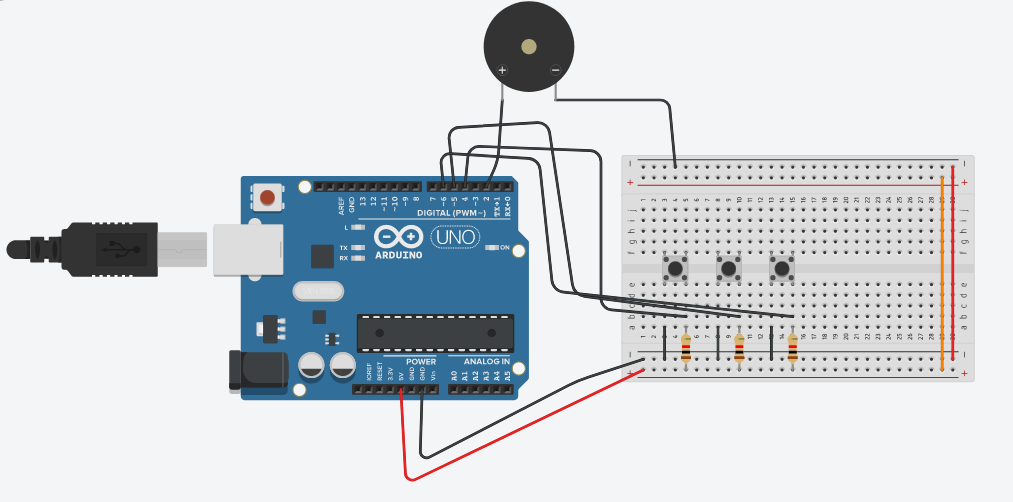 + −
AREF
GND
13
12
~11
~10
~9
8
7
~6
~5
4
~3
2
TX→1
RX←0
DIGITAL (PWM~)
L
TX
RX
UNO
ON
ARDUINO
POWER
ANALOG IN
IOREF
RESET
3.3V
5V
GND
GND
Vin
A0
A1
A2
A3
A4
A5
− −
+ +
j j
i i
h h
g g
f f
e e
d d
c c
b b
a a
− −
+ +